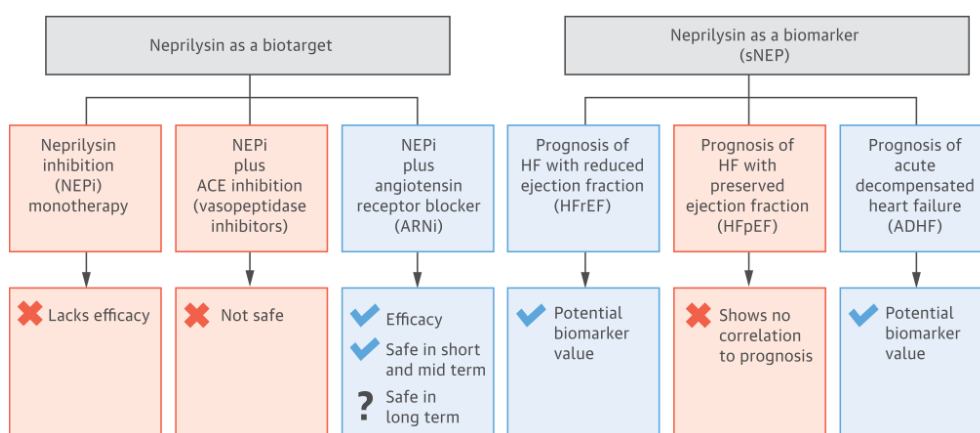 Neprilysin as a biotarget
Neprilysin as a biomarker
(sNEP)
Neprilysin
inhibition
(NEPi)
monotherapy
NEPi
plus
ACE inhibition
(vasopeptidase
inhibitors)
NEPi
plus
angiotensin
receptor blocker
(ARNi)
Prognosis of
HF with reduced
ejection fraction
(HFrEF)
Prognosis of
HF with
preserved
ejection fraction
(HFpEF)
Prognosis of
acute
decompensated
heart failure
(ADHF)
Lacks efficacy
Not safe
Efficacy
Safe in short
and mid term
? Safe in
long term
Potential
biomarker
value
Shows no
correlation
to prognosis
Potential
biomarker
value